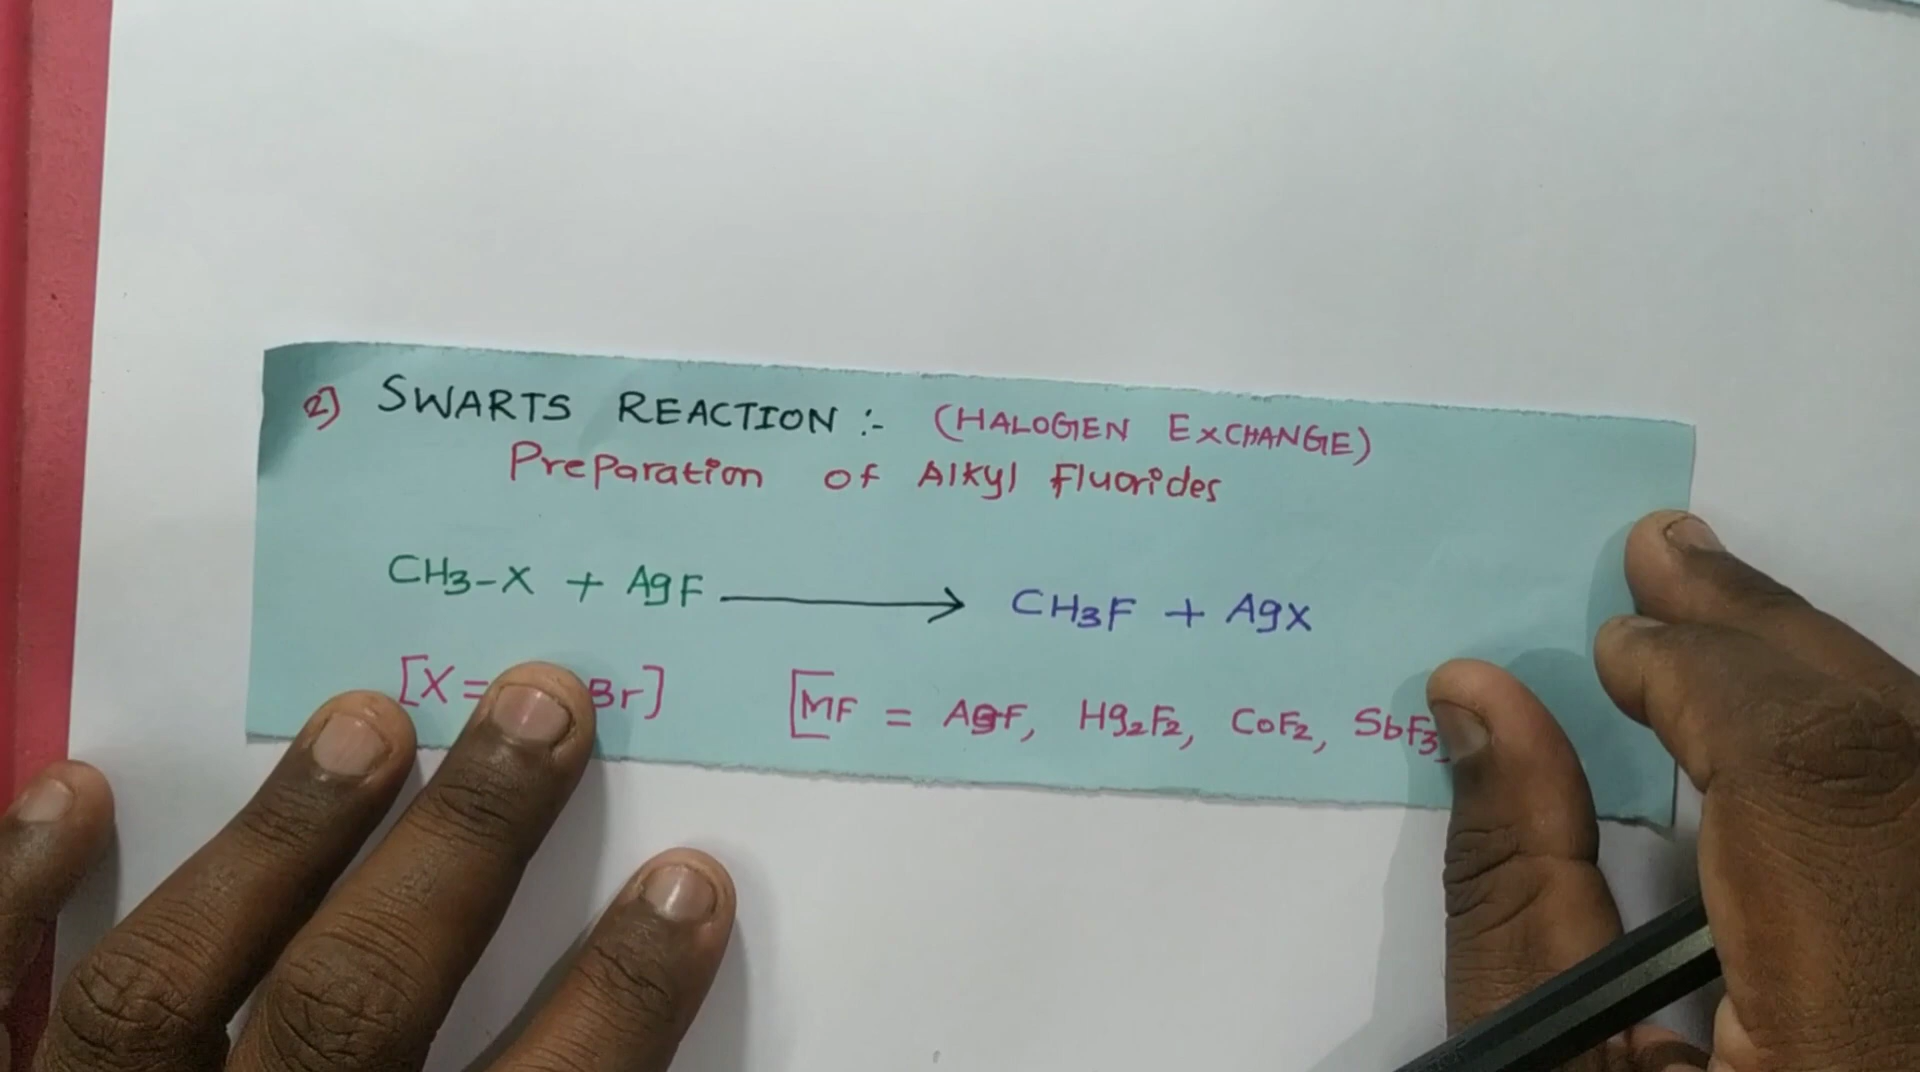 2) SWARTS REACTION :- (HALOGEN EXCHANGE)
Preparation of Alkyl Fluorides
CH3-X + AgF → CH3F + AgX
[X= Br] [MF = AgF, Hg2F2, CoF2, SbF3,